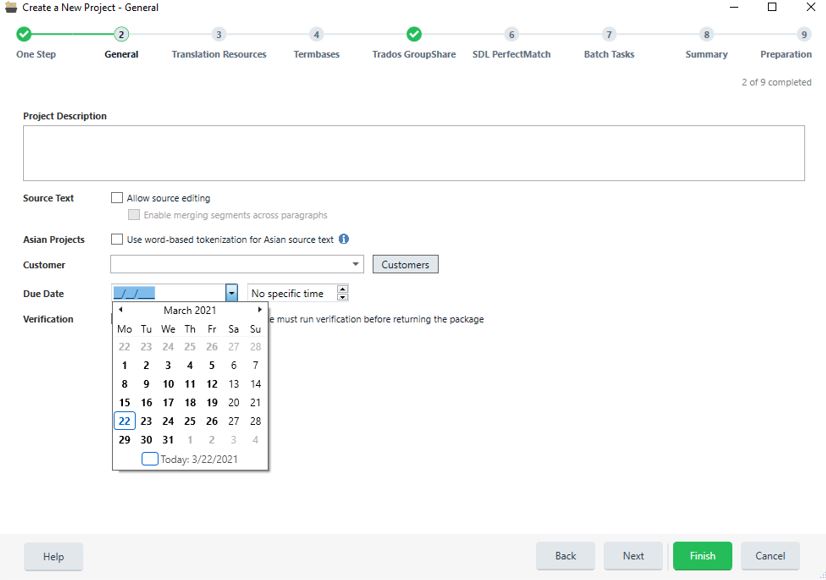 Create a New Project - General
2 3 4 6 7 8 9
One Step General Translation Resources Termbases Trados GroupShare SDL PerfectMatch Batch Tasks Summary Preparation
2 of 9 completed
Project Description
Source Text Allow source editing
Enable merging segments across paragraphs
Asian Projects Use word-based tokenization for Asian source text i
Customer Customers
Due Date _/_/__ No specific time
March 2021
Verification e must run verification before returning the package
Mo Tu We Th Fr Sa Su
22 23 24 25 26 27 28
1 2 3 4 5 6 7
8 9 10 11 12 13 14
15 16 17 18 19 20 21
22 23 24 25 26 27 28
29 30 31 1 2 3 4
Today: 3/22/2021
Help Back Next Finish Cancel